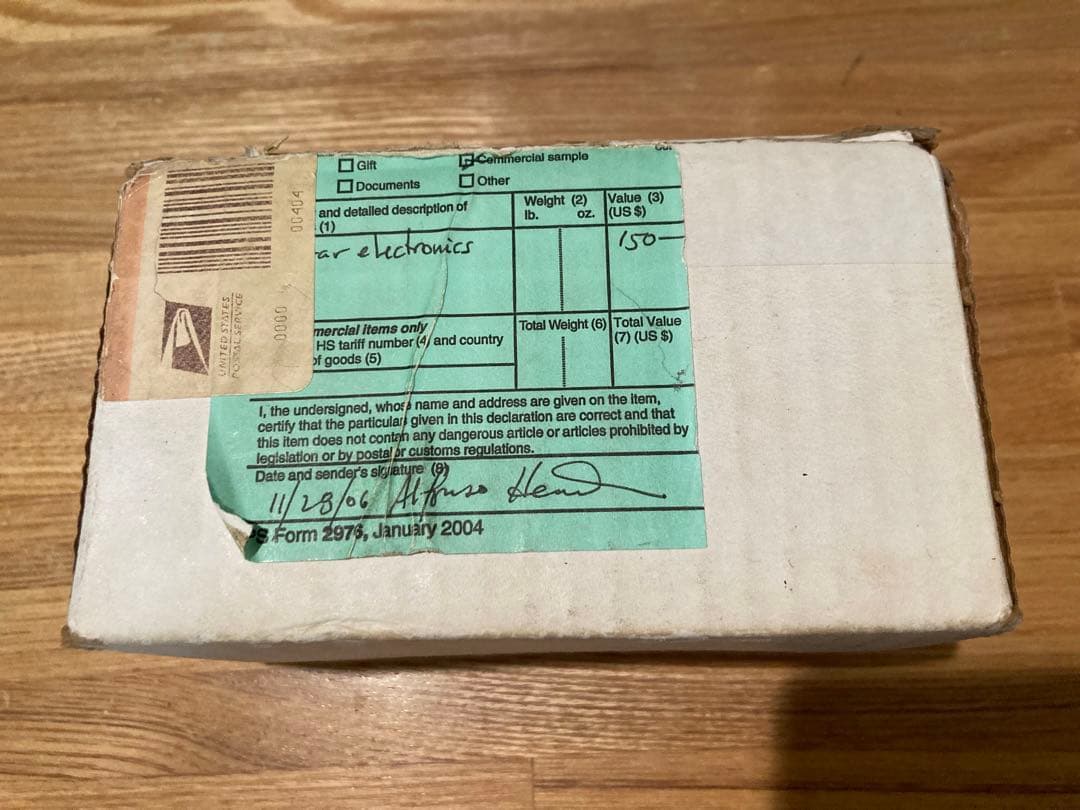 Gift
Commercial sample
Documents
Other
and detailed description of
(1)
Weight (2)
lb. oz.
Value (3)
(US $)
ar electronics
150-
mercial items only
HS tariff number (4) and country
of goods (5)
Total Weight (6)
Total Value
(7) (US $)
I, the undersigned, whose name and address are given on the item,
certify that the particulars given in this declaration are correct and that
this item does not contain any dangerous article or articles prohibited by
legislation or by postal or customs regulations.
Date and sender's signature (8)
11/28/06 Alfonso
PS Form 2976, January 2004
UNITED STATES
POSTAL SERVICE
0000
00404